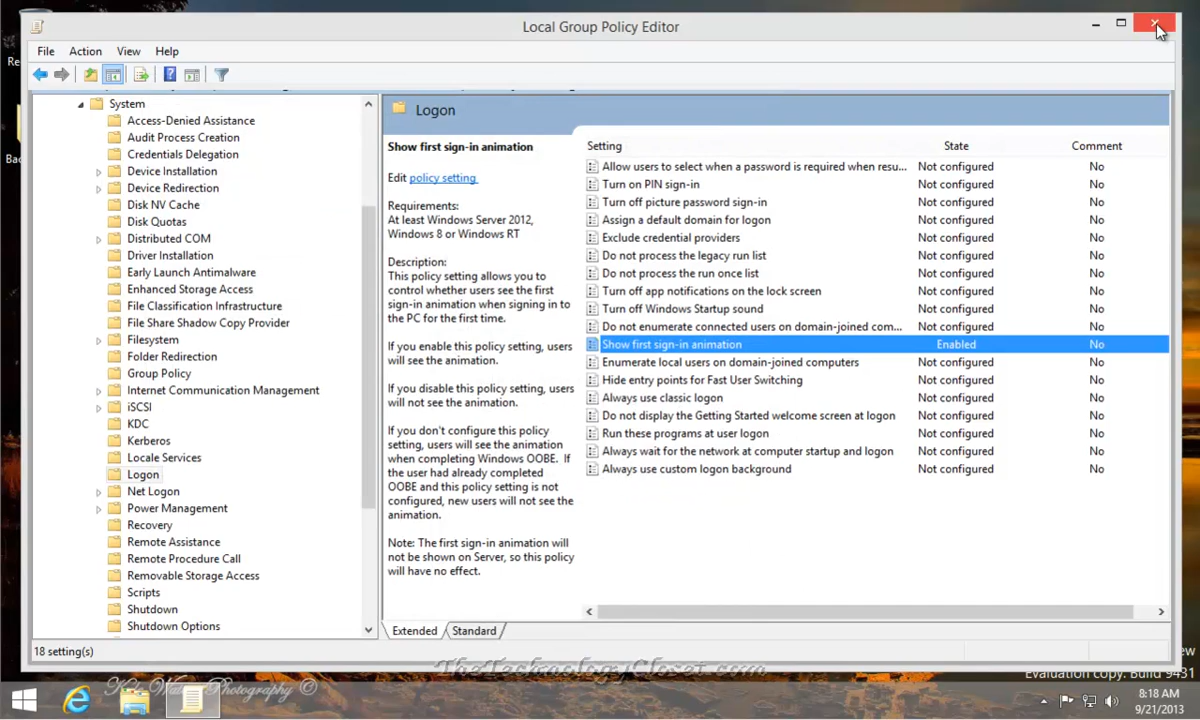 Local Group Policy Editor
File Action View Help
System
Access-Denied Assistance
Audit Process Creation
Credentials Delegation
Device Installation
Device Redirection
Disk NV Cache
Disk Quotas
Distributed COM
Driver Installation
Early Launch Antimalware
Enhanced Storage Access
File Classification Infrastructure
File Share Shadow Copy Provider
Filesystem
Folder Redirection
Group Policy
Internet Communication Management
iSCSI
KDC
Kerberos
Locale Services
Logon
Net Logon
Power Management
Recovery
Remote Assistance
Remote Procedure Call
Removable Storage Access
Scripts
Shutdown
Shutdown Options
Logon
Show first sign-in animation
Edit policy setting
Requirements:
At least Windows Server 2012,
Windows 8 or Windows RT
Description:
This policy setting allows you to
control whether users see the first
sign-in animation when signing in to
the PC for the first time.
If you enable this policy setting, users
will see the animation.
If you disable this policy setting, users
will not see the animation.
If you don't configure this policy
setting, users will see the animation
when completing Windows OOBE. If
the user had already completed
OOBE and this policy setting is not
configured, new users will not see the
animation.
Note: The first sign-in animation will
not be shown on Server, so this policy
will have no effect.
Setting State Comment
Allow users to select when a password is required when resu... Not configured No
Turn on PIN sign-in Not configured No
Turn off picture password sign-in Not configured No
Assign a default domain for logon Not configured No
Exclude credential providers Not configured No
Do not process the legacy run list Not configured No
Do not process the run once list Not configured No
Turn off app notifications on the lock screen Not configured No
Turn off Windows Startup sound Not configured No
Do not enumerate connected users on domain-joined com... Not configured No
Show first sign-in animation Enabled No
Enumerate local users on domain-joined computers Not configured No
Hide entry points for Fast User Switching Not configured No
Always use classic logon Not configured No
Do not display the Getting Started welcome screen at logon Not configured No
Run these programs at user logon Not configured No
Always wait for the network at computer startup and logon Not configured No
Always use custom logon background Not configured No
Extended Standard
18 setting(s)
TheTechnologyCloset.com
Evaluation copy. Build 9431
Photography ©
8:18 AM
9/21/2013